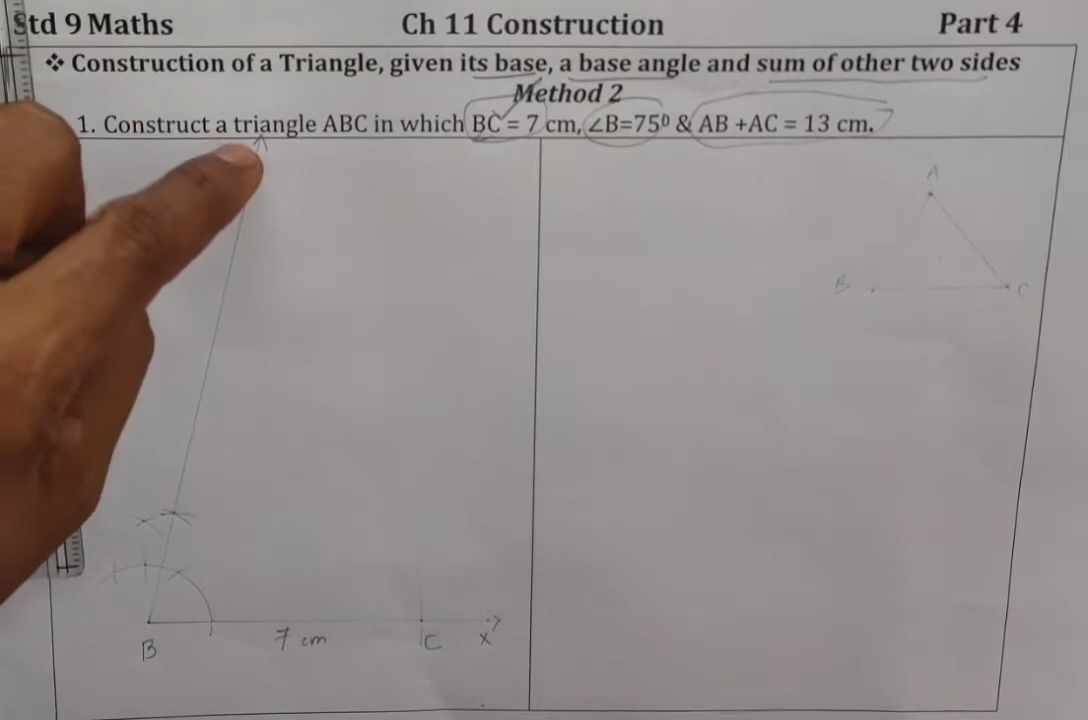 Std 9 Maths Ch 11 Construction Part 4
❖ Construction of a Triangle, given its base, a base angle and sum of other two sides
Method 2
1. Construct a triangle ABC in which BC = 7 cm, ∠B=75⁰ & AB +AC = 13 cm.
A
B C
B 7 cm C X